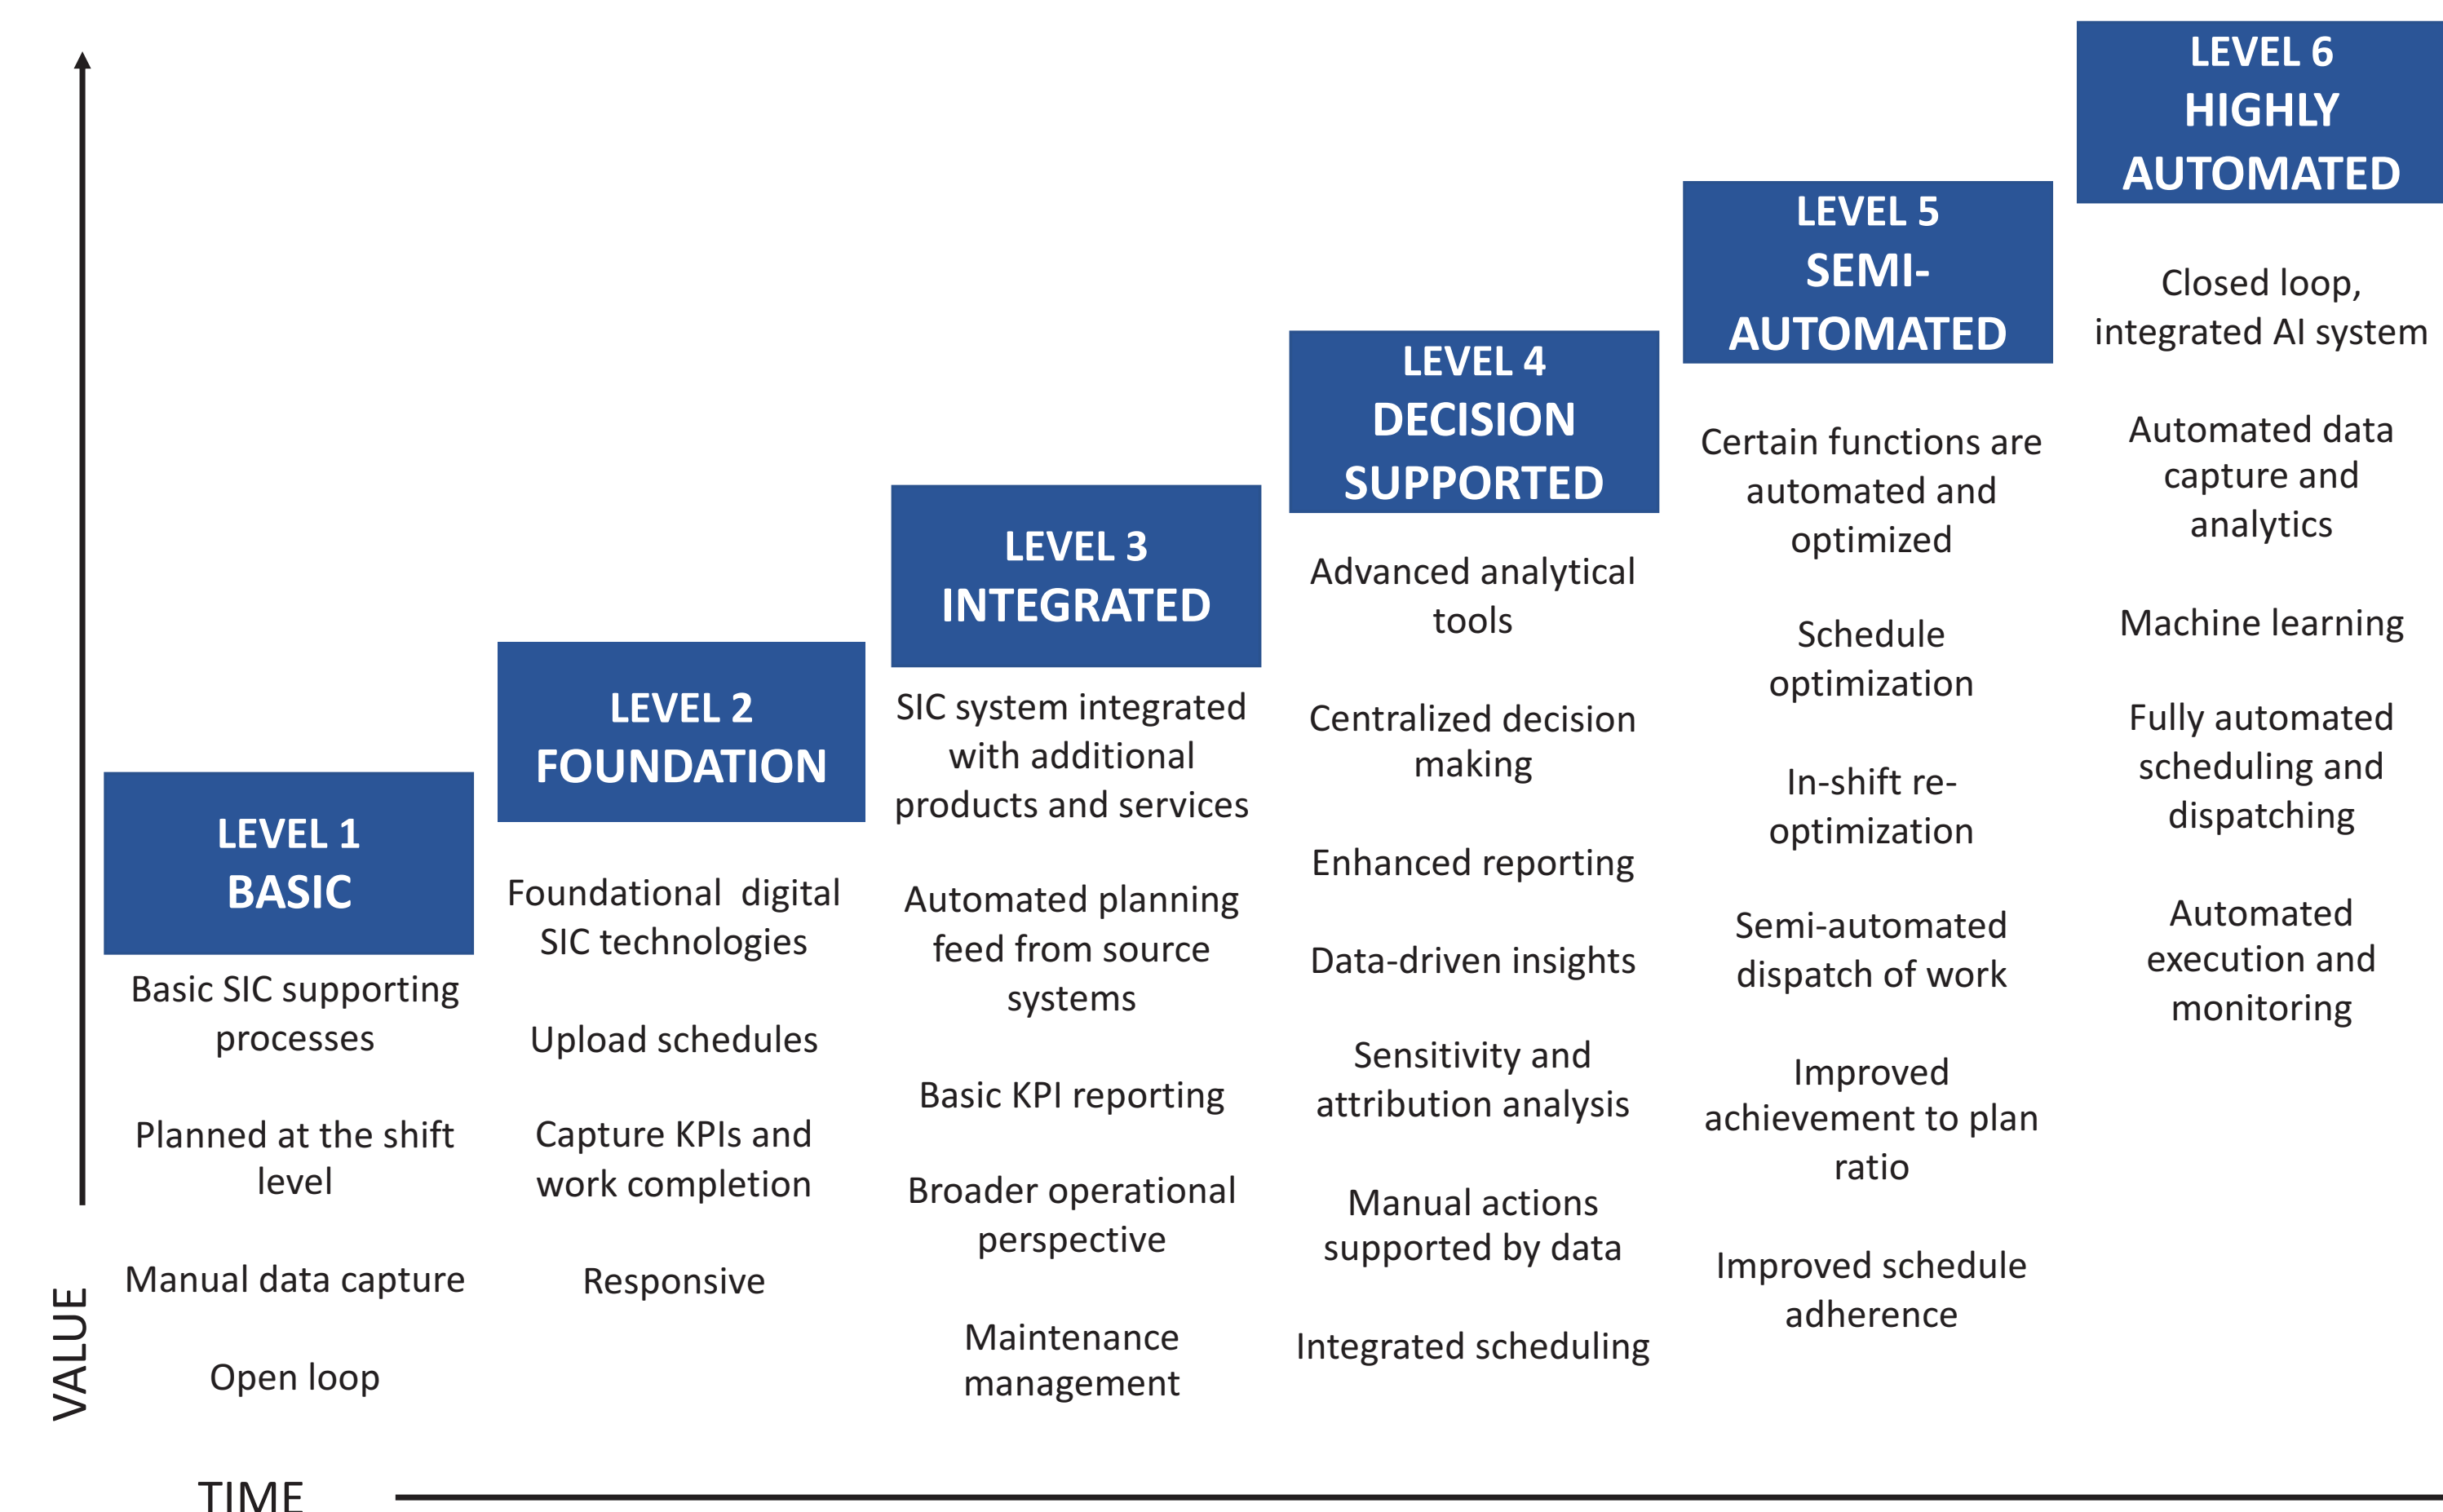 LEVEL 1
BASIC
Basic SIC supporting
processes
Planned at the shift
level
Manual data capture
Open loop
LEVEL 2
FOUNDATION
Foundational  digital
SIC technologies
Upload schedules
Capture KPIs and
work completion
Responsive
LEVEL 3
INTEGRATED
SIC system integrated
with additional
products and services
Automated planning
feed from source
systems
Basic KPI reporting
Broader operational
perspective
Maintenance
management
LEVEL 4
DECISION
SUPPORTED
Advanced analytical
tools
Centralized decision
making
Enhanced reporting
Data-driven insights
Sensitivity and
attribution analysis
Manual actions
supported by data
Integrated scheduling
LEVEL 5
SEMI-
AUTOMATED
Certain functions are
automated and
optimized
Schedule
optimization
In-shift re-
optimization
Semi-automated
dispatch of work
Improved
achievement to plan
ratio
Improved schedule
adherence
LEVEL 6
HIGHLY
AUTOMATED
Closed loop,
integrated AI system
Automated data
capture and
analytics
Machine learning
Fully automated
scheduling and
dispatching
Automated
execution and
monitoring
VALUE
TIME